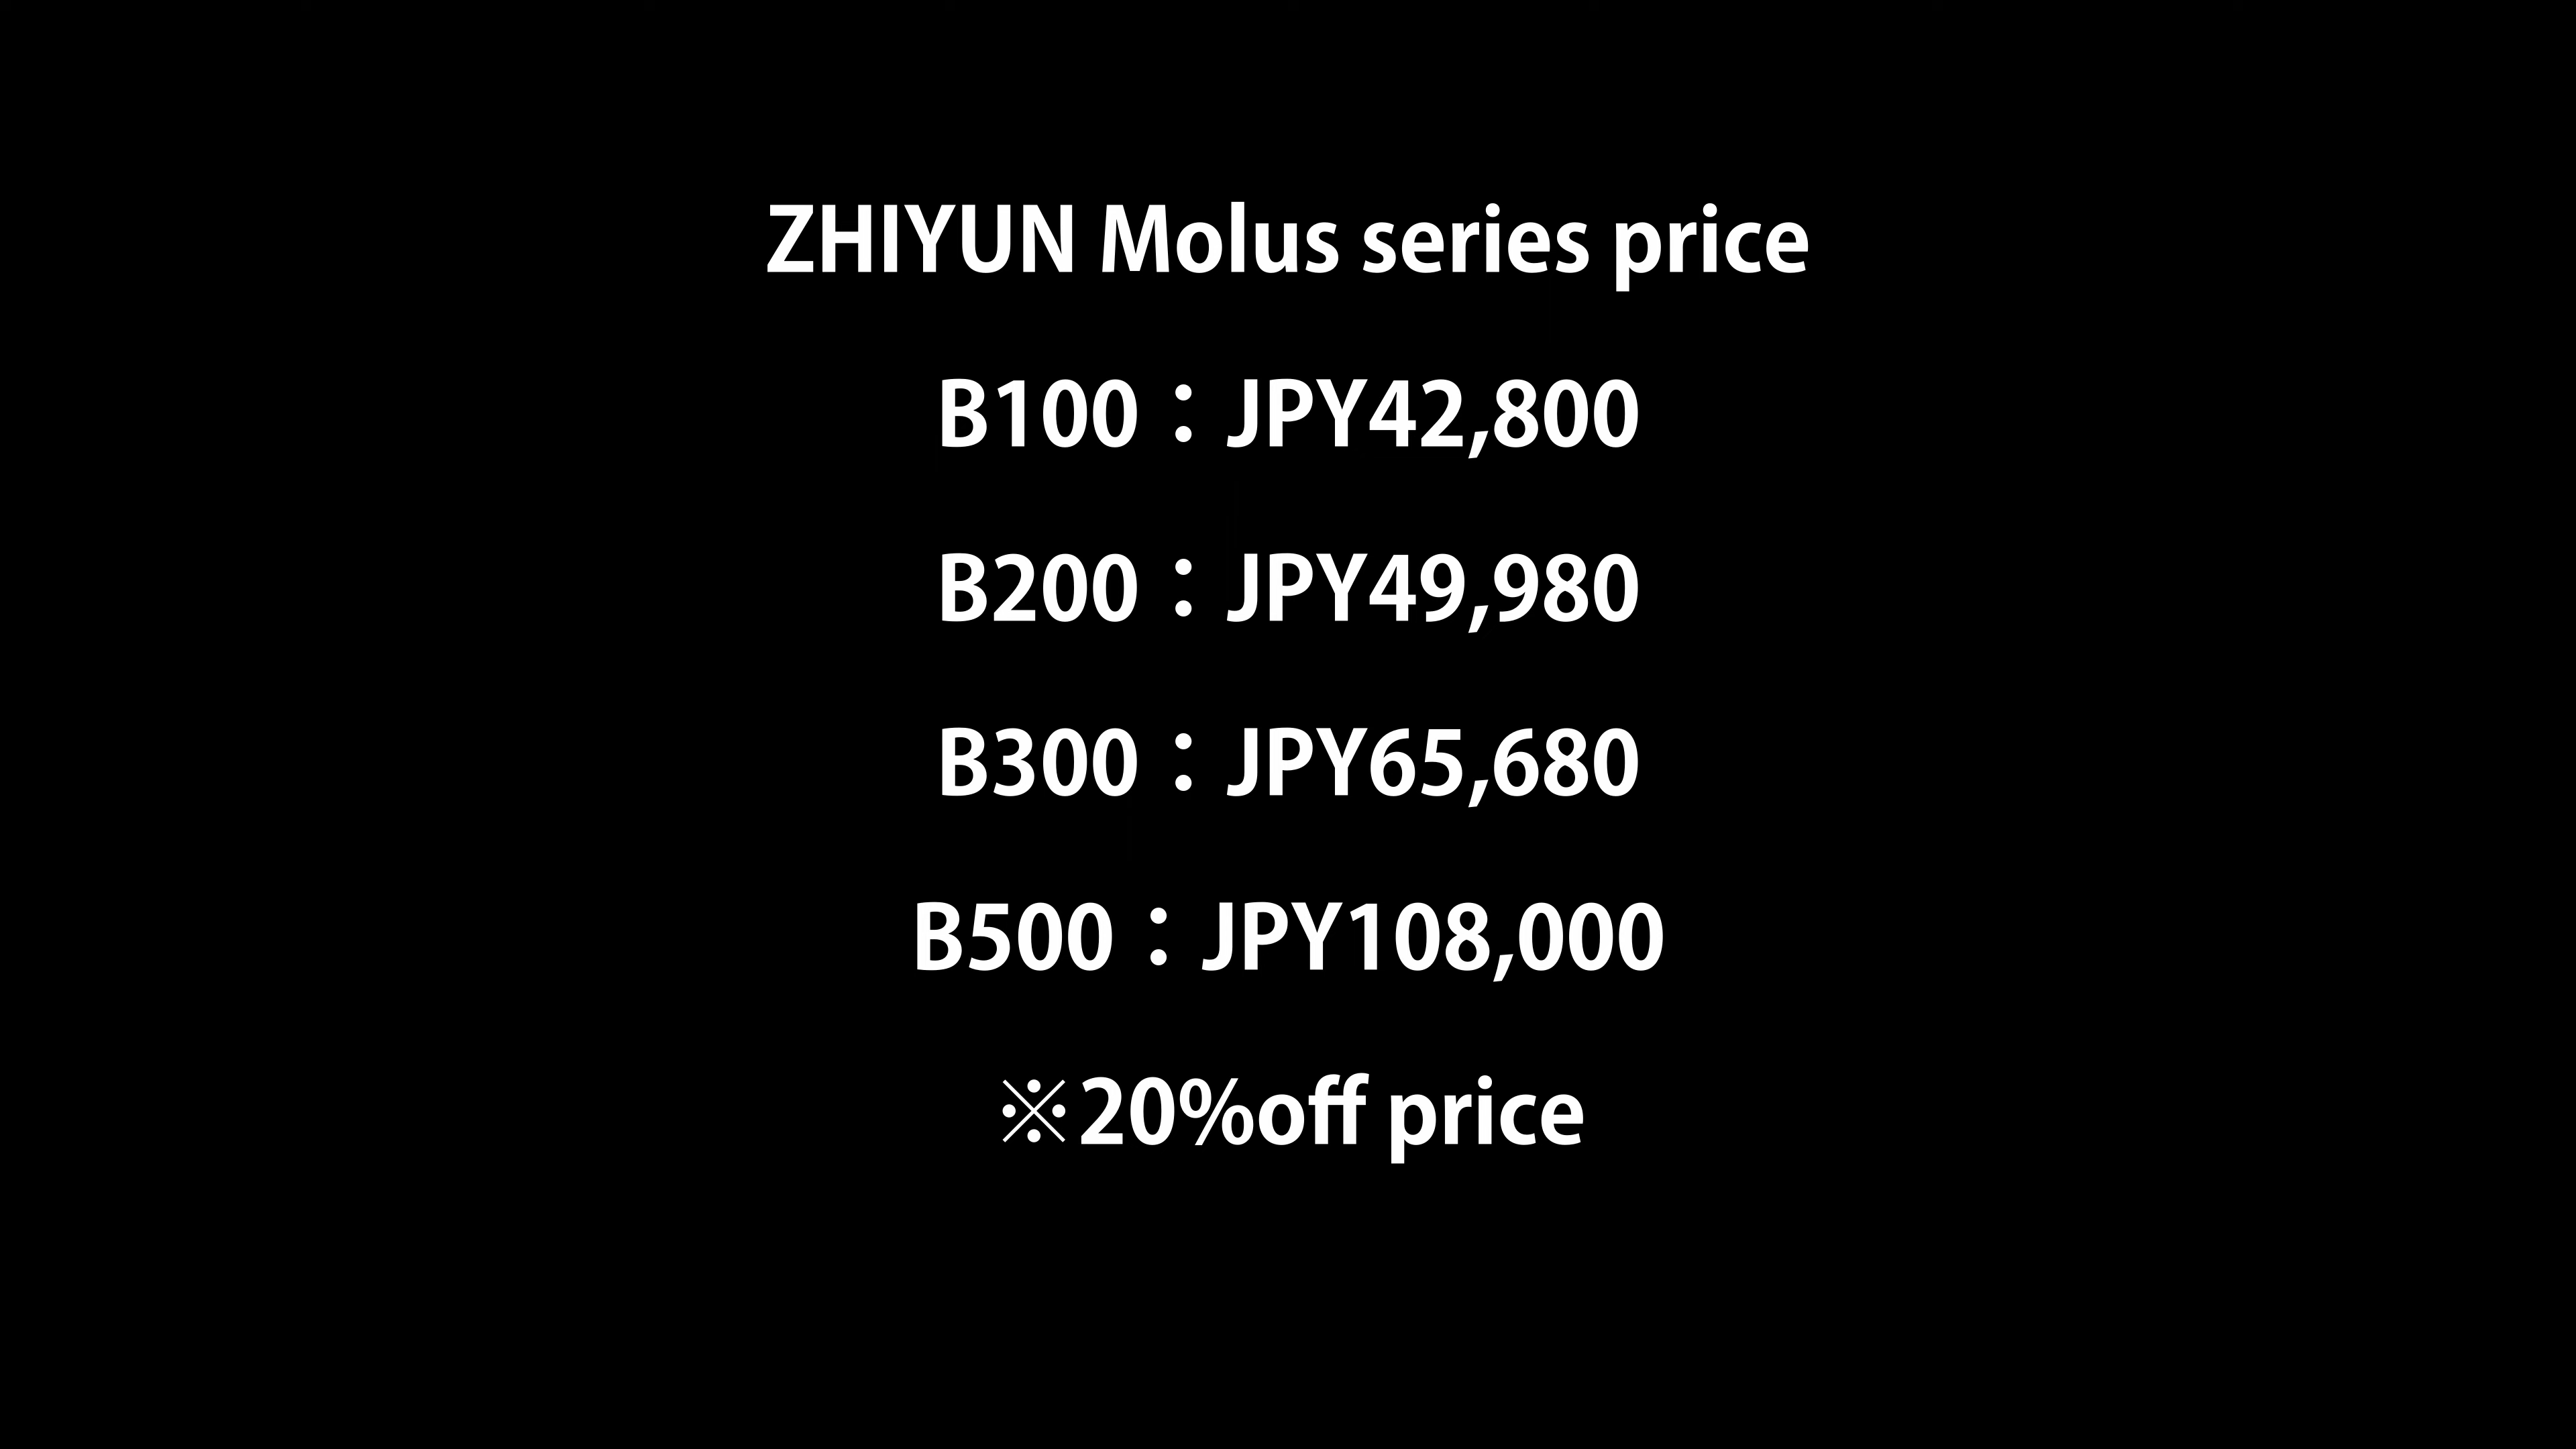 ZHIYUN Molus series price
B100：JPY42,800
B200：JPY49,980
B300：JPY65,680
B500：JPY108,000
※20%off price